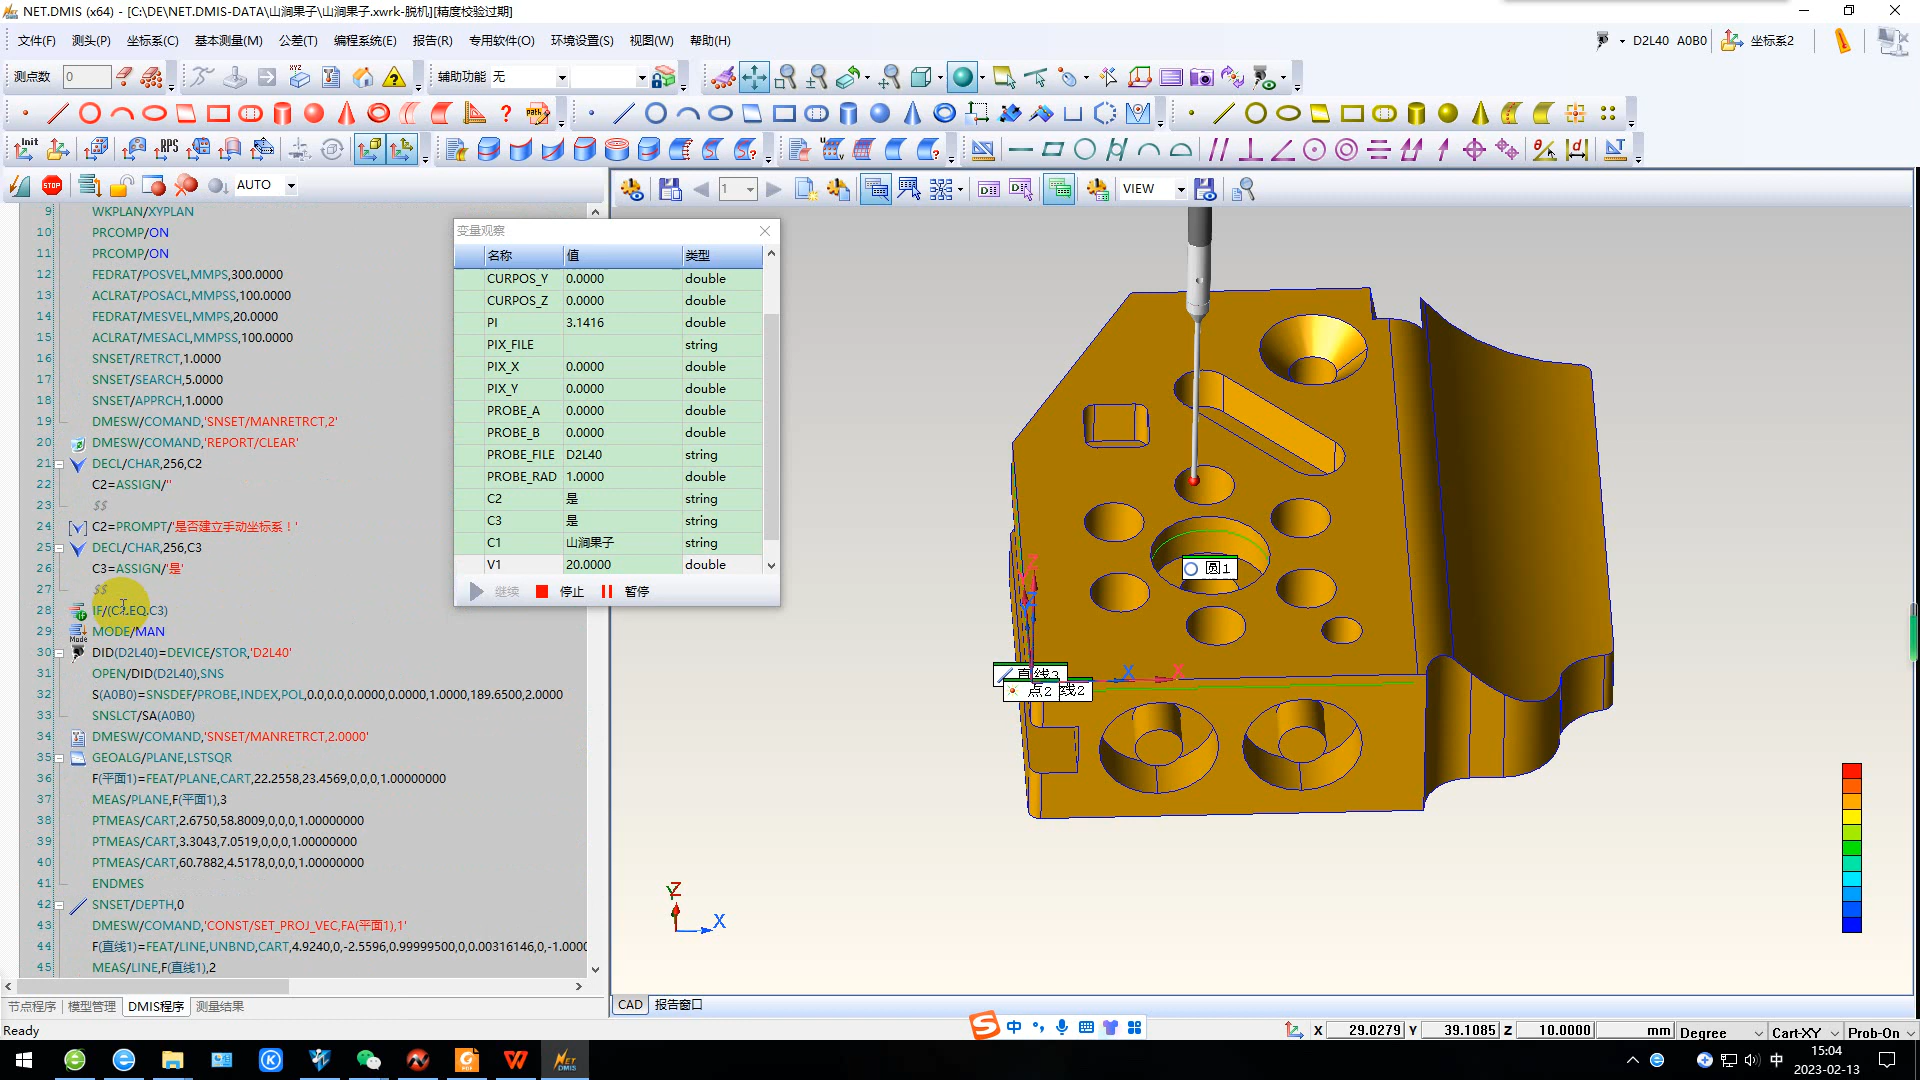 NET.DMIS (x64) - [C:\DE\NET.DMIS-DATA\山涧果子\山涧果子.xwrk-脱机][精度校验过期]
文件(F) 测头(P) 坐标系(C) 基本测量(M) 公差(T) 编程系统(E) 报告(R) 专用软件(O) 环境设置(S) 视图(W) 帮助(H)
D2L40 A0B0 坐标系2
测点数 0 辅助功能 无
AUTO
1
VIEW
9 WKPLAN/XYPLAN
10 PRCOMP/ON
11 PRCOMP/ON
12 FEDRAT/POSVEL,MMPS,300.0000
13 ACLRAT/POSACL,MMPSS,100.0000
14 FEDRAT/MESVEL,MMPS,20.0000
15 ACLRAT/MESACL,MMPSS,100.0000
16 SNSET/RETRCT,1.0000
17 SNSET/SEARCH,5.0000
18 SNSET/APPRCH,1.0000
19 DMESW/COMAND,'SNSET/MANRETRCT,2'
20 DMESW/COMAND,'REPORT/CLEAR'
21 DECL/CHAR,256,C2
22 C2=ASSIGN/''
23 $$
24 C2=PROMPT/'是否建立手动坐标系！'
25 DECL/CHAR,256,C3
26 C3=ASSIGN/'是'
27 $$
28 IF/(C2.EQ.C3)
29 MODE/MAN
30 DID(D2L40)=DEVICE/STOR,'D2L40'
31 OPEN/DID(D2L40),SNS
32 S(A0B0)=SNSDEF/PROBE,INDEX,POL,0.0,0.0,0.0000,0.0000,1.0000,189.6500,2.0000
33 SNSLCT/SA(A0B0)
34 DMESW/COMAND,'SNSET/MANRETRCT,2.0000'
35 GEOALG/PLANE,LSTSQR
36 F(平面1)=FEAT/PLANE,CART,22.2558,23.4569,0,0,0,1.00000000
37 MEAS/PLANE,F(平面1),3
38 PTMEAS/CART,2.6750,58.8009,0,0,0,1.00000000
39 PTMEAS/CART,3.3043,7.0519,0,0,0,1.00000000
40 PTMEAS/CART,60.7882,4.5178,0,0,0,1.00000000
41 ENDMES
42 SNSET/DEPTH,0
43 DMESW/COMAND,'CONST/SET_PROJ_VEC,FA(平面1),1'
44 F(直线1)=FEAT/LINE,UNBND,CART,4.9240,0,-2.5596,0.99999500,0,0.00316146,0,-1.0000
45 MEAS/LINE,F(直线1),2
变量观察
名称 值 类型
CURPOS_Y 0.0000 double
CURPOS_Z 0.0000 double
PI 3.1416 double
PIX_FILE string
PIX_X 0.0000 double
PIX_Y 0.0000 double
PROBE_A 0.0000 double
PROBE_B 0.0000 double
PROBE_FILE D2L40 string
PROBE_RAD 1.0000 double
C2 是 string
C3 是 string
C1 山涧果子 string
V1 20.0000 double
继续 停止 暂停
圆1
直线3
点2 线2
Z
X X
Z
Y
X
节点程序 模型管理 DMIS程序 测量结果
CAD 报告窗口
Ready
中
X 29.0279 Y 39.1085 Z 10.0000 mm Degree Cart-XY Prob-On
中
15:04
2023-02-13